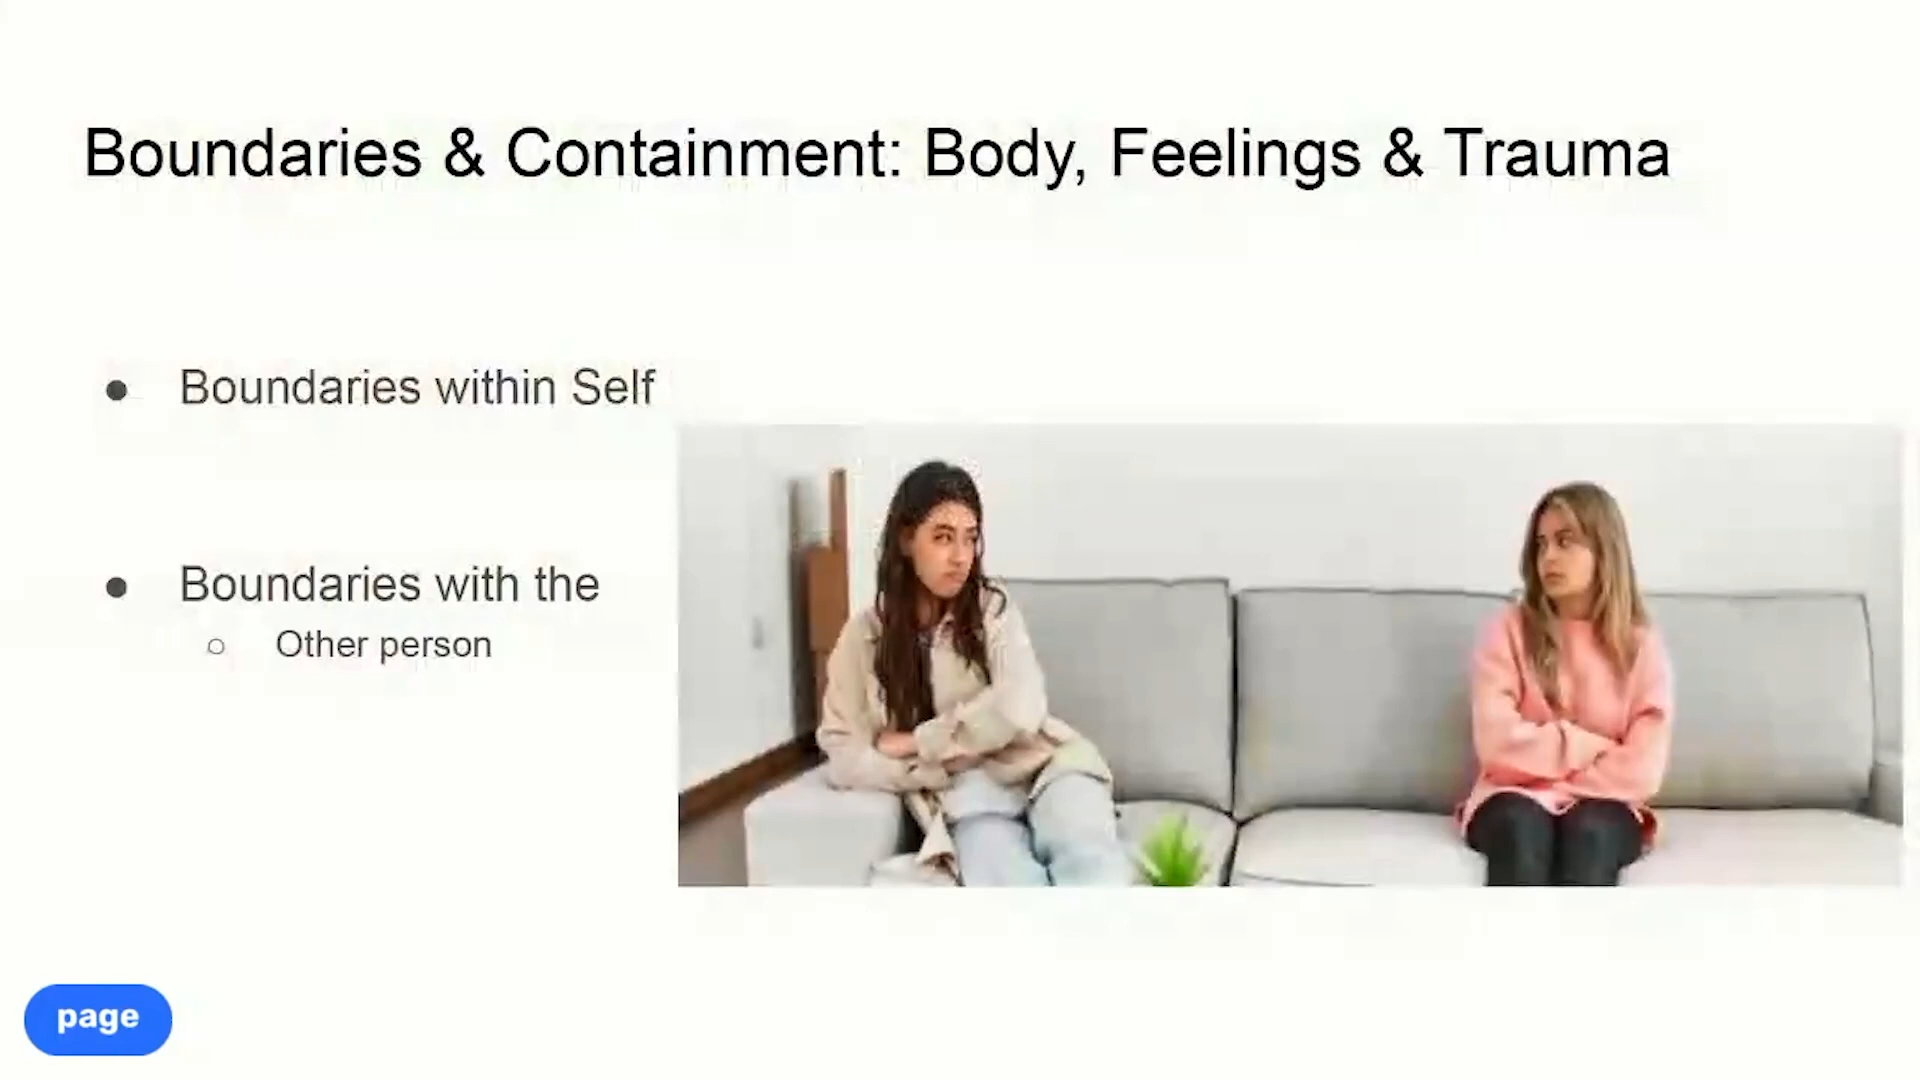 Boundaries & Containment: Body, Feelings & Trauma
● Boundaries within Self
● Boundaries with the
○ Other person
page